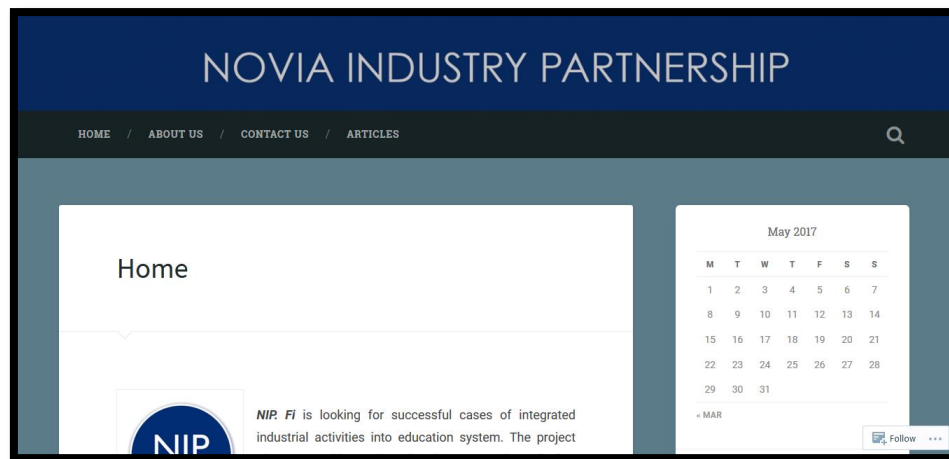 NOVIA INDUSTRY PARTNERSHIP
HOME / ABOUT US / CONTACT US / ARTICLES
Home
NIP
NIP. Fi is looking for successful cases of integrated
industrial activities into education system. The project
May 2017
M T W T F S S
1 2 3 4 5 6 7
8 9 10 11 12 13 14
15 16 17 18 19 20 21
22 23 24 25 26 27 28
29 30 31
« MAR
Follow ...